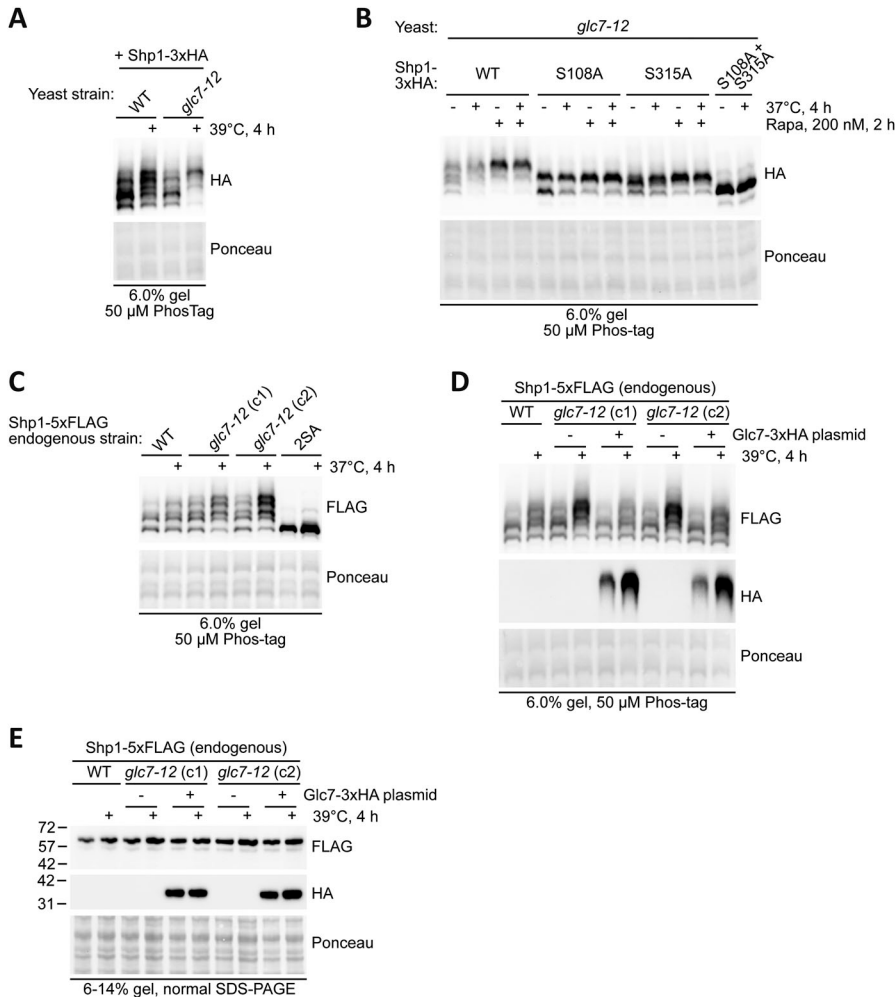 A
+ Shp1-3xHA
Yeast strain: WT glc7-12
+ + 39°C, 4 h
HA
Ponceau
6.0% gel
50 µM PhosTag
B
Yeast: glc7-12
Shp1-3xHA: WT S108A S315A S108A + S315A
- + - + - + - + - + - + - + 37°C, 4 h
+ + + + + + Rapa, 200 nM, 2 h
HA
Ponceau
6.0% gel
50 µM Phos-tag
C
Shp1-5xFLAG
endogenous strain: WT glc7-12 (c1) glc7-12 (c2) 2SA
+ + + + 37°C, 4 h
FLAG
Ponceau
6.0% gel
50 µM Phos-tag
D
Shp1-5xFLAG (endogenous)
WT glc7-12 (c1) glc7-12 (c2)
- + - + Glc7-3xHA plasmid
+ + + + + 39°C, 4 h
FLAG
HA
Ponceau
6.0% gel, 50 µM Phos-tag
E
Shp1-5xFLAG (endogenous)
WT glc7-12 (c1) glc7-12 (c2)
- + - + Glc7-3xHA plasmid
+ + + + + 39°C, 4 h
72
57
42
FLAG
42
31
HA
Ponceau
6-14% gel, normal SDS-PAGE